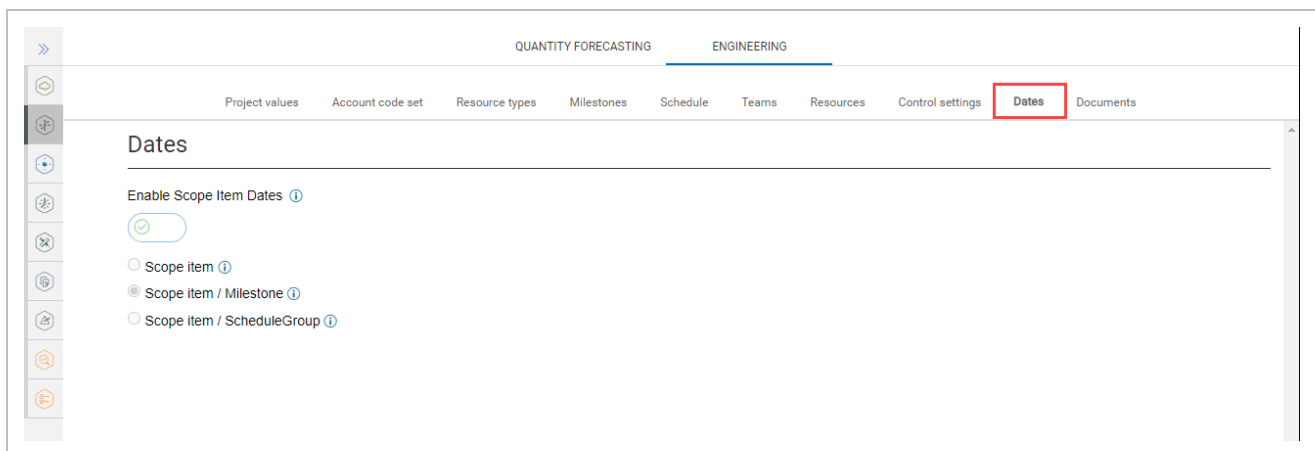 QUANTITY FORECASTING ENGINEERING
Project values Account code set Resource types Milestones Schedule Teams Resources Control settings Dates Documents
Dates
Enable Scope Item Dates
Scope item
Scope item / Milestone
Scope item / ScheduleGroup